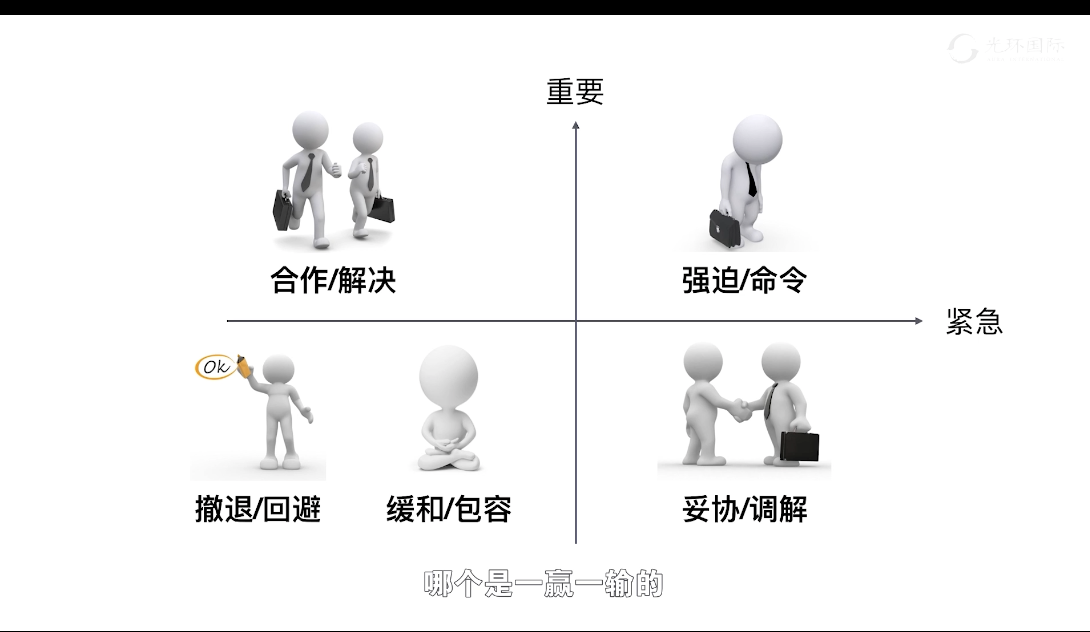 光环国际
重要
合作/解决
强迫/命令
紧急
Ok
撤退/回避
缓和/包容
妥协/调解
哪个是一赢一输的